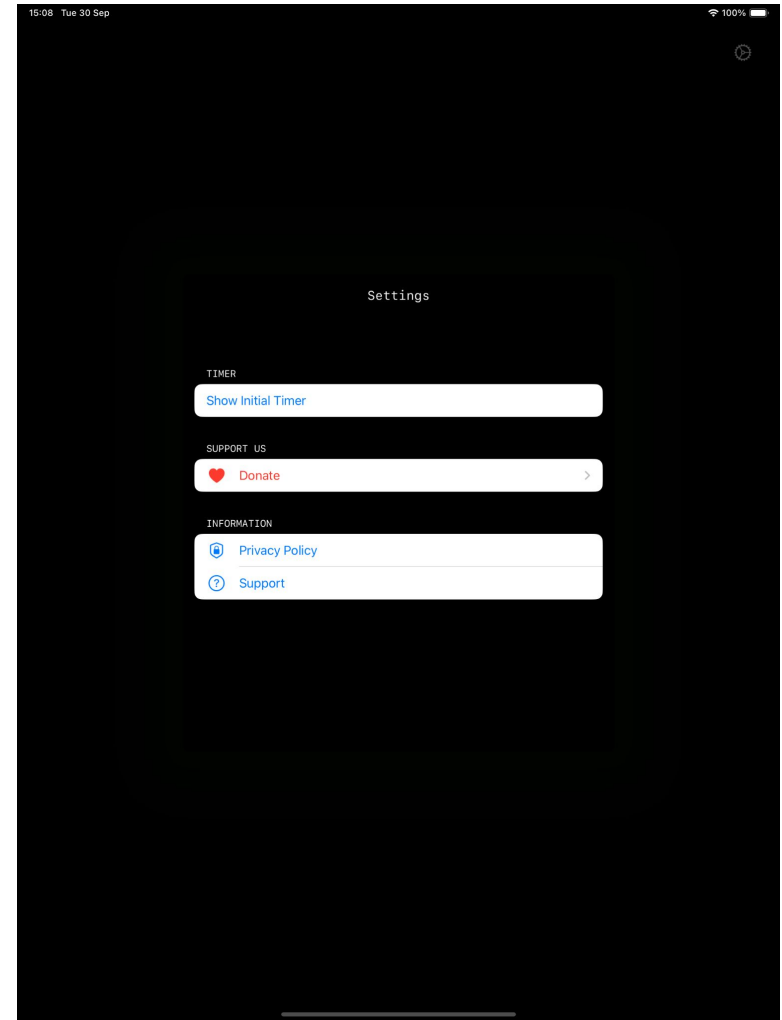 15:08 Tue 30 Sep 100%
Settings
TIMER
Show Initial Timer
SUPPORT US
Donate
INFORMATION
Privacy Policy
Support